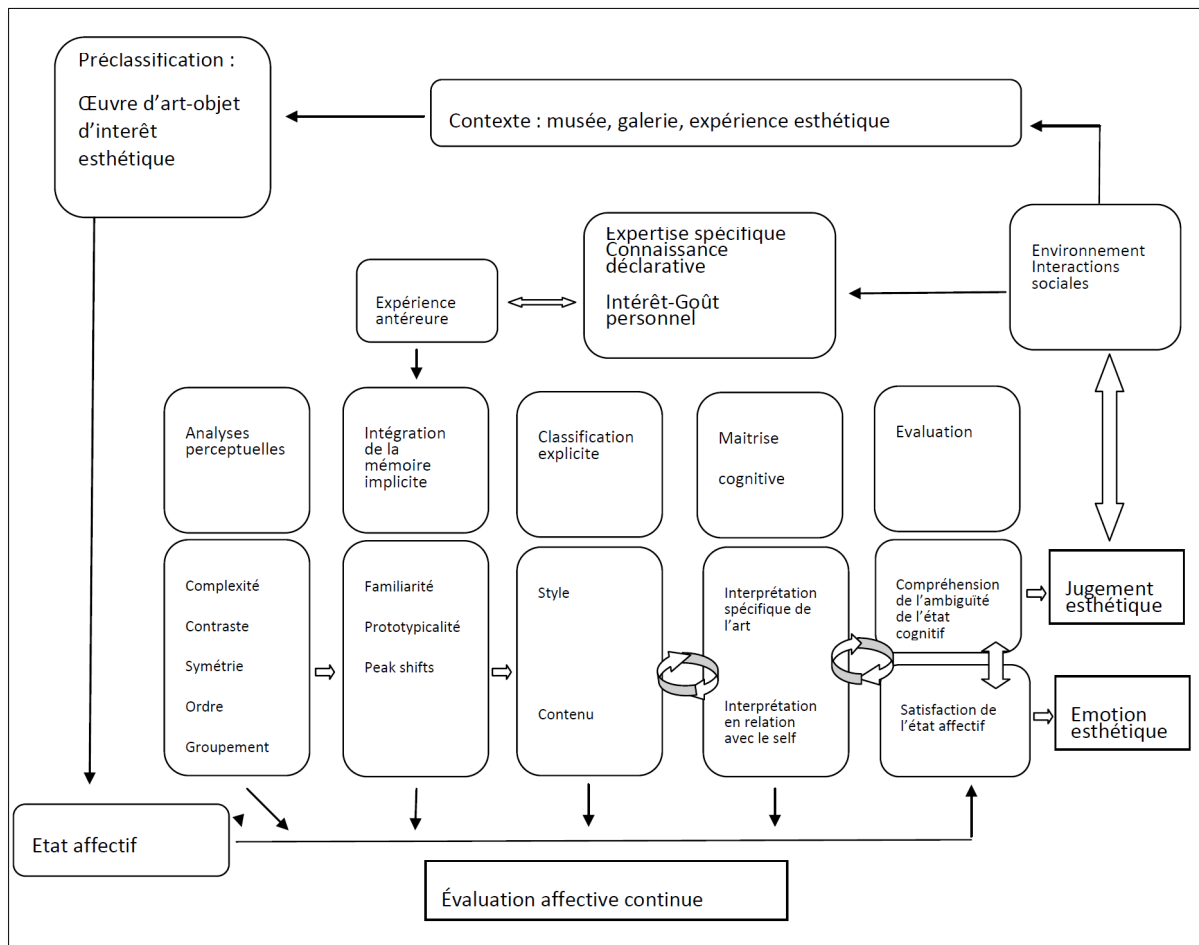 Préclassification :
Œuvre d'art-objet
d'interêt
esthétique
Contexte : musée, galerie, expérience esthétique
Expertise spécifique
Connaissance
déclarative
Intérêt-Goût
personnel
Environnement
Interactions
sociales
Expérience
antéreure
Analyses
perceptuelles
Intégration
de la
mémoire
implicite
Classification
explicite
Maitrise
cognitive
Evaluation
Complexité
Contraste
Symétrie
Ordre
Groupement
Familiarité
Prototypicalité
Peak shifts
Style
Contenu
Interprétation
spécifique de
l'art
Interprétation
en relation
avec le self
Compréhension
de l'ambiguïté
de l'état
cognitif
Satisfaction de
l'état affectif
Jugement
esthétique
Emotion
esthétique
Etat affectif
Évaluation affective continue